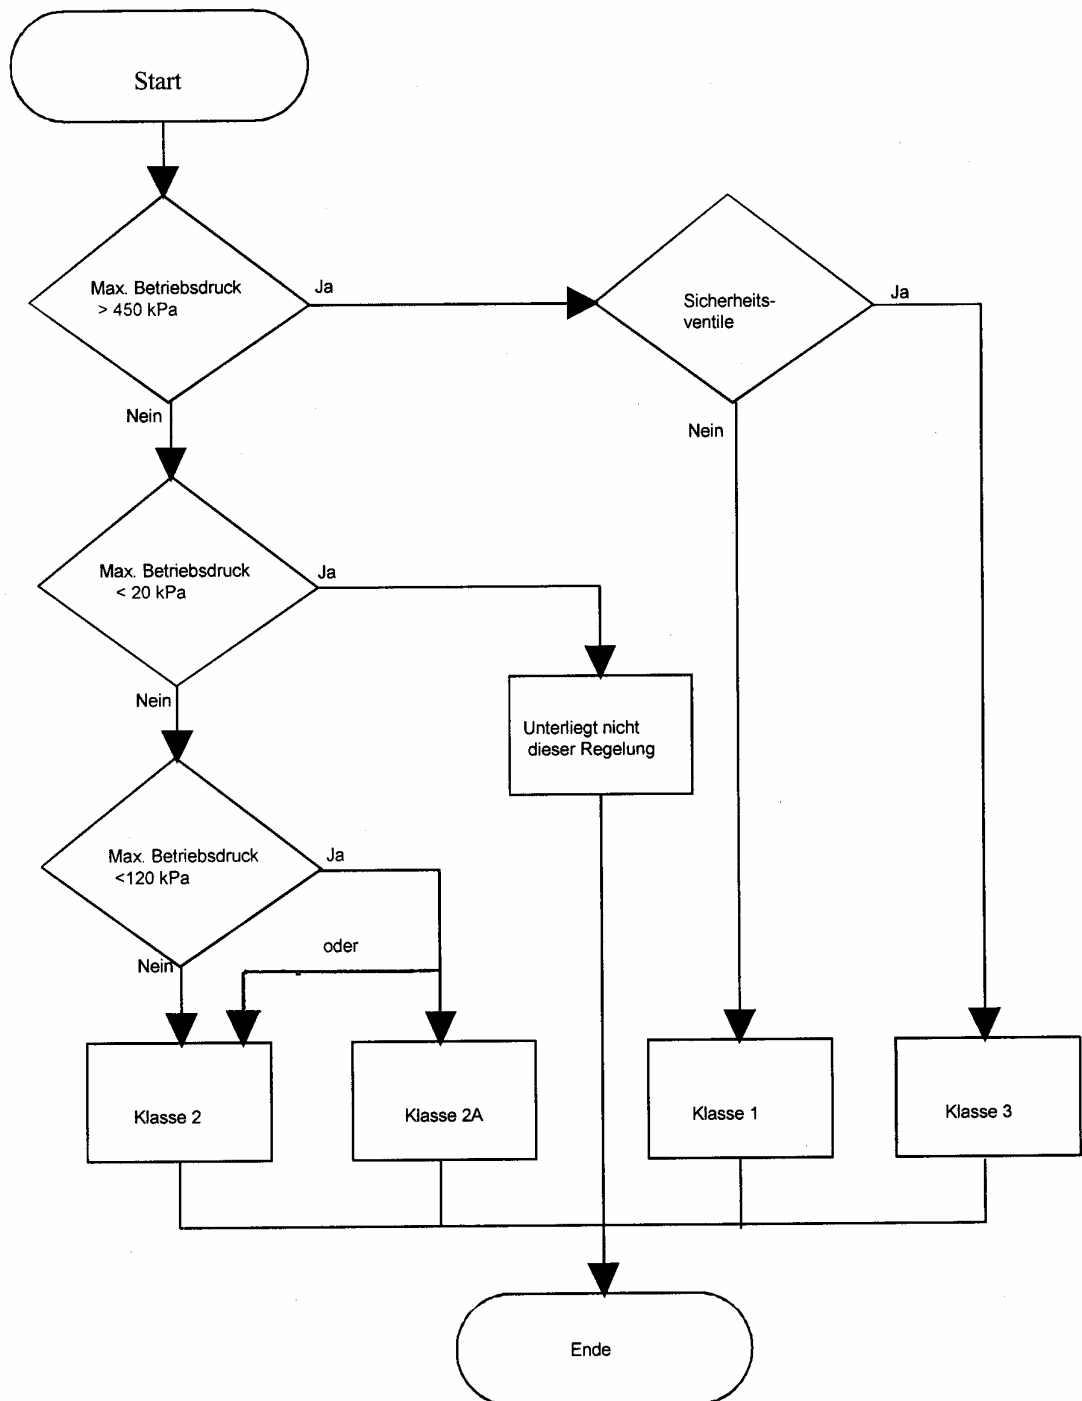 Start
Max. Betriebsdruck
> 450 kPa
Ja
Sicherheits-
ventile
Ja
Nein
Nein
Max. Betriebsdruck
< 20 kPa
Ja
Nein
Unterliegt nicht
dieser Regelung
Max. Betriebsdruck
<120 kPa
Ja
oder
Nein
Klasse 2
Klasse 2A
Klasse 1
Klasse 3
Ende